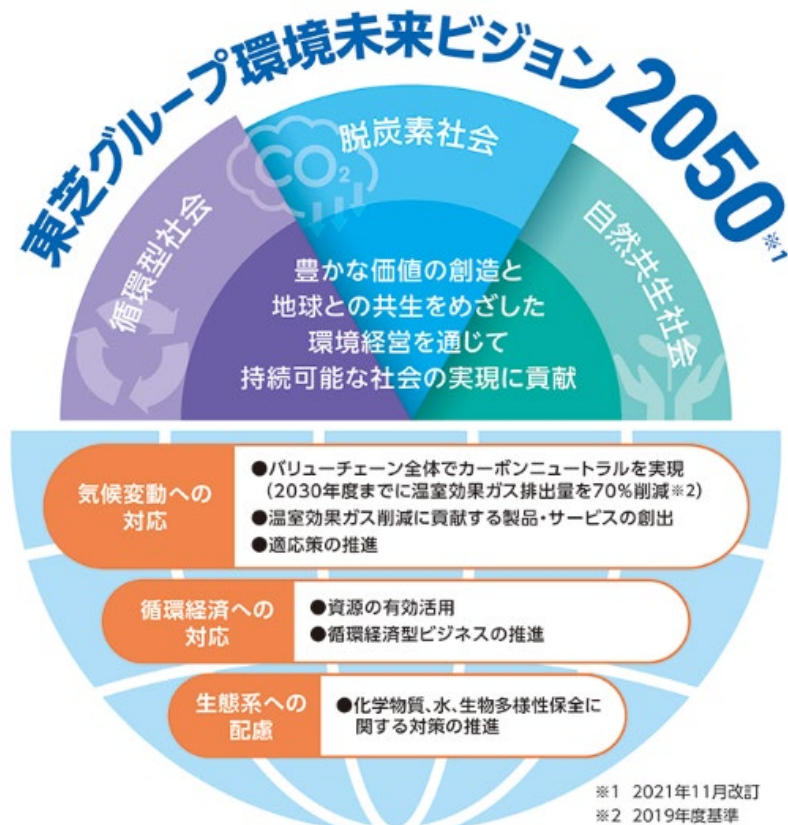 東芝グループ環境未来ビジョン2050※1
循環型社会
CO₂
脱炭素社会
自然共生社会
豊かな価値の創造と
地球との共生をめざした
環境経営を通じて
持続可能な社会の実現に貢献
気候変動への
対応
●バリューチェーン全体でカーボンニュートラルを実現
(2030年度までに温室効果ガス排出量を70%削減※2)
●温室効果ガス削減に貢献する製品・サービスの創出
●適応策の推進
循環経済への
対応
●資源の有効活用
●循環経済型ビジネスの推進
生態系への
配慮
●化学物質、水、生物多様性保全に
関する対策の推進
※1 2021年11月改訂
※2 2019年度基準